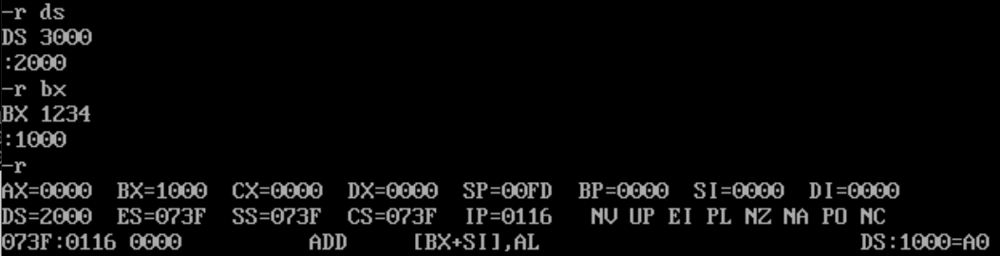 -r ds
DS 3000
:2000
-r bx
BX 1234
:1000
-r
AX=0000  BX=1000  CX=0000  DX=0000  SP=00FD  BP=0000  SI=0000  DI=0000
DS=2000  ES=073F  SS=073F  CS=073F  IP=0116   NV UP EI PL NZ NA PO NC
073F:0116 0000          ADD     [BX+SI],AL                         DS:1000=A0